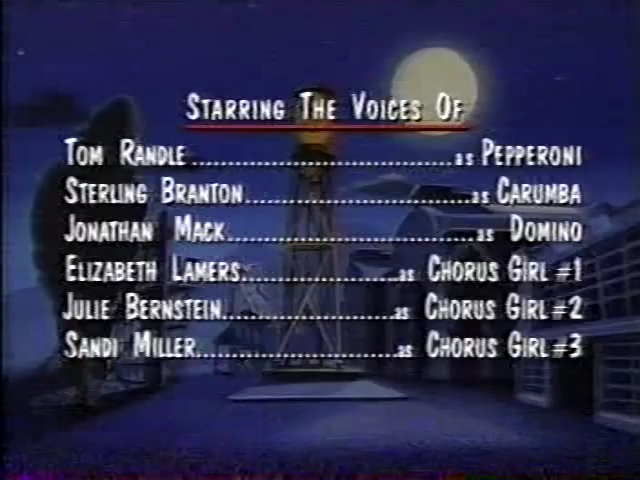 STARRING THE VOICES OF
TOM RANDLE..............................as PEPPERONI
STERLING BRANTON..........................as CARUMBA
JONATHAN MACK............................as DOMINO
ELIZABETH LAMERS..................as CHORUS GIRL #1
JULIE BERNSTEIN....................as CHORUS GIRL #2
SANDI MILLER.......................as CHORUS GIRL #3